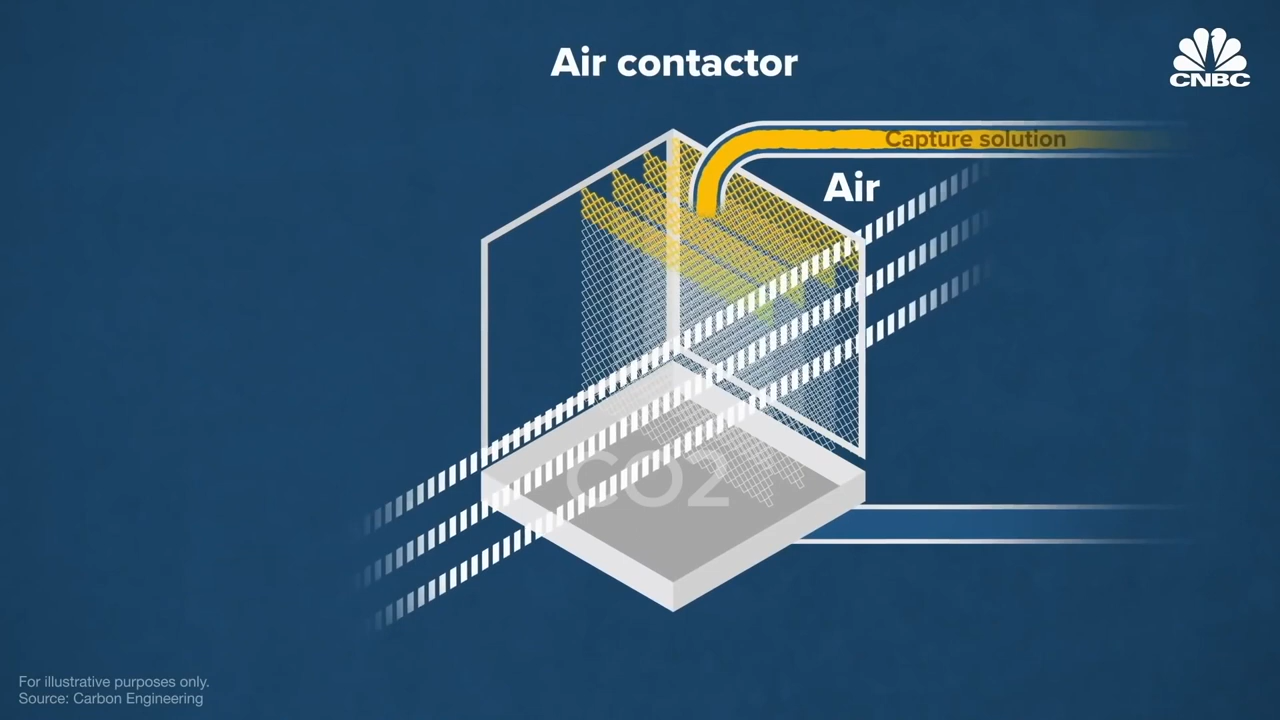 Air contactor
CNBC
Capture solution
Air
CO2
For illustrative purposes only.
Source: Carbon Engineering